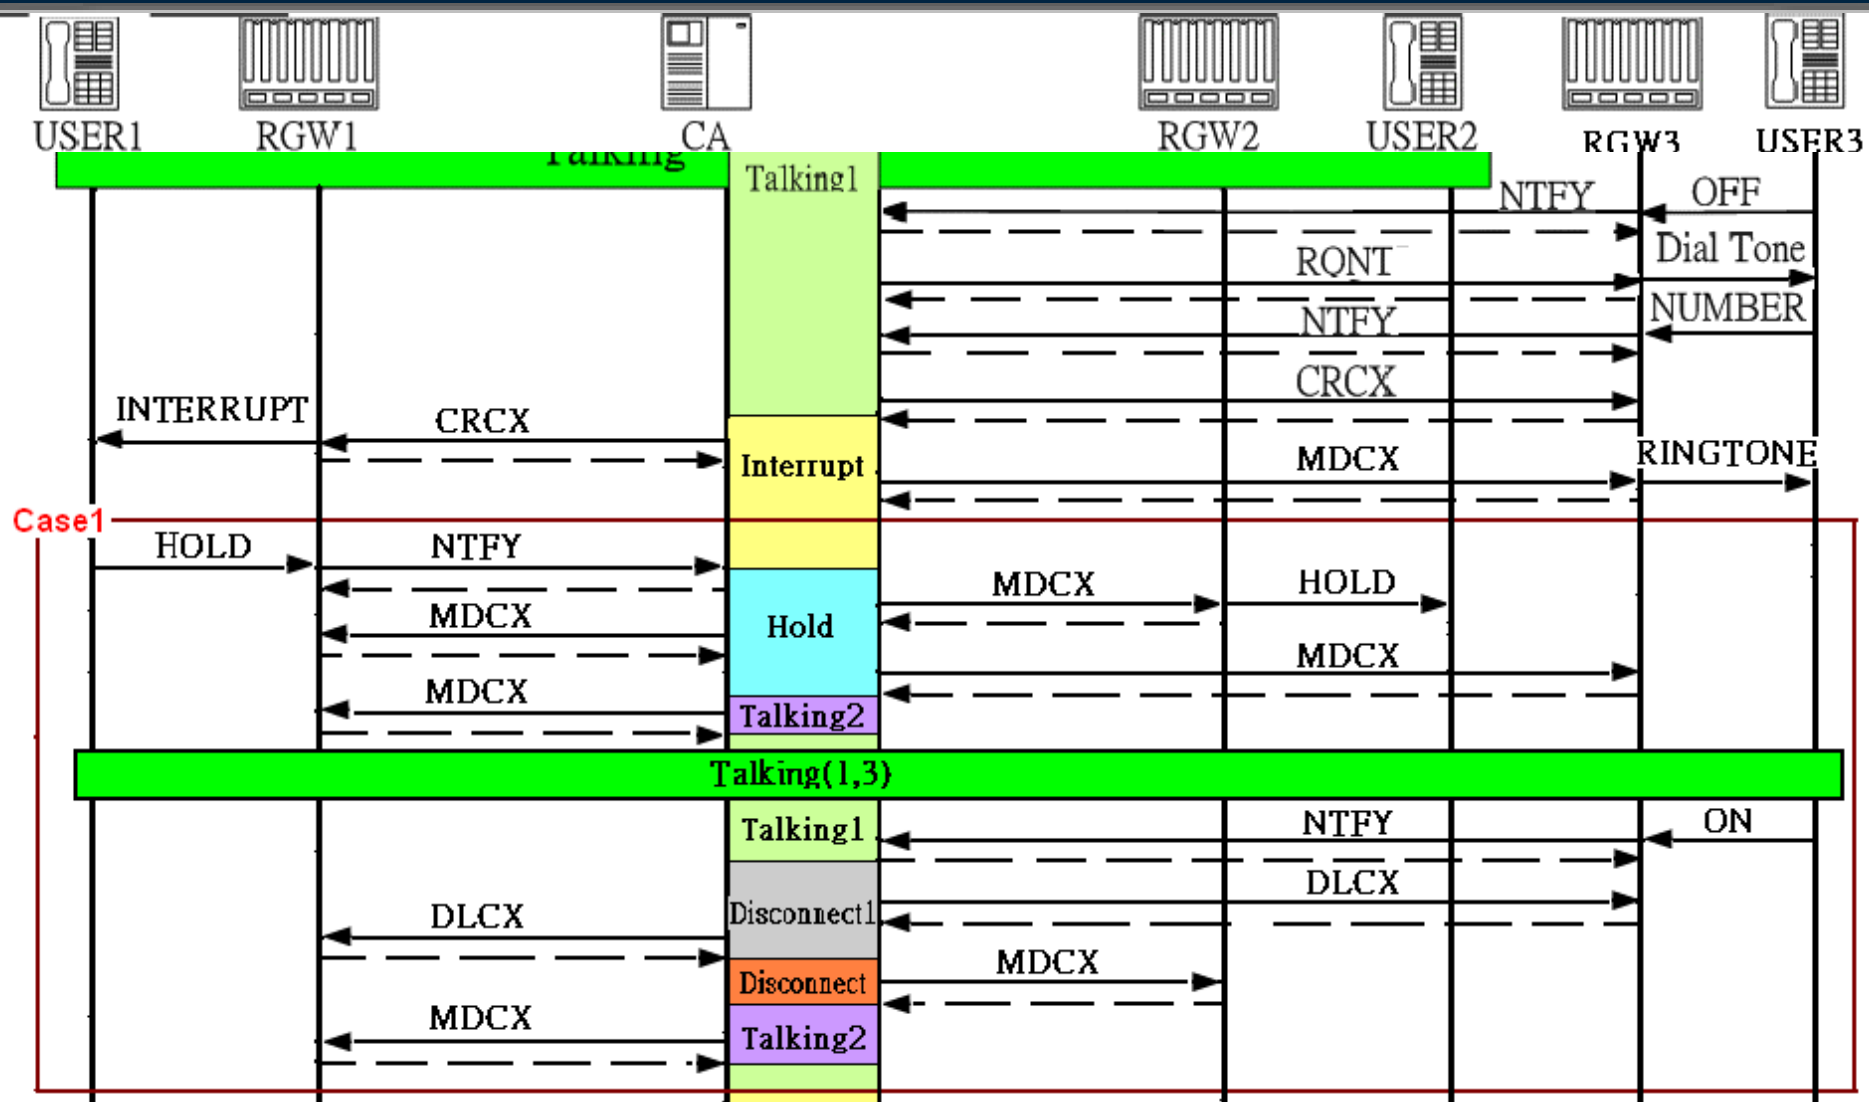 USER1 RGW1 CA RGW2 USER2 RGW3 USER3
Talking
Talking1
NTFY OFF
RQNT Dial Tone
NTFY NUMBER
CRCX
INTERRUPT CRCX
Interrupt MDCX RINGTONE
Case1
HOLD NTFY
MDCX HOLD
MDCX Hold
MDCX
MDCX
Talking2
Talking(1,3)
Talking1 NTFY ON
DLCX
DLCX Disconnect1
Disconnect MDCX
MDCX Talking2